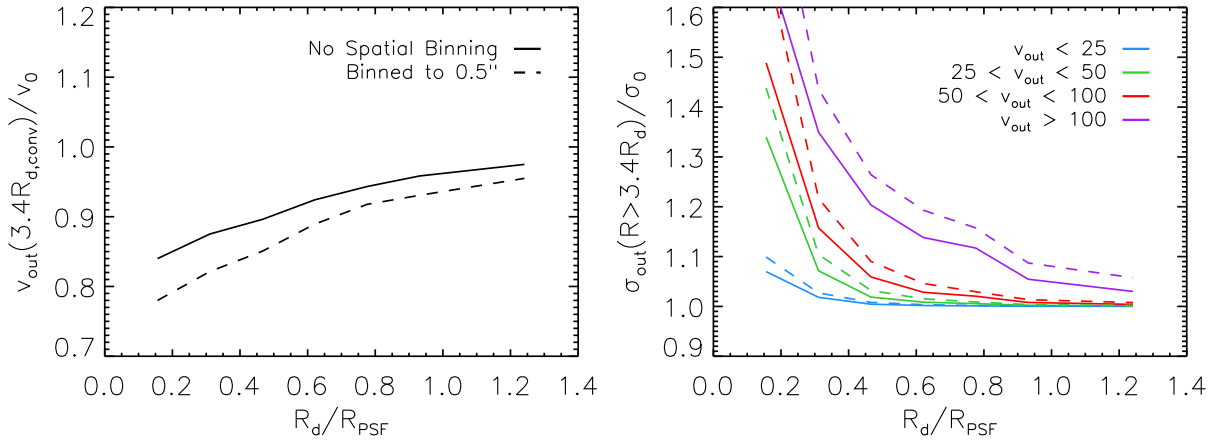 1.2
1.1
1.0
0.9
0.8
0.7
v_out(3.4R_d,conv)/v_0
No Spatial Binning
Binned to 0.5"
0.0 0.2 0.4 0.6 0.8 1.0 1.2 1.4
R_d/R_PSF
1.6
1.5
1.4
1.3
1.2
1.1
1.0
0.9
σ_out(R>3.4R_d)/σ_0
v_out < 25
25 < v_out < 50
50 < v_out < 100
v_out > 100
0.0 0.2 0.4 0.6 0.8 1.0 1.2 1.4
R_d/R_PSF